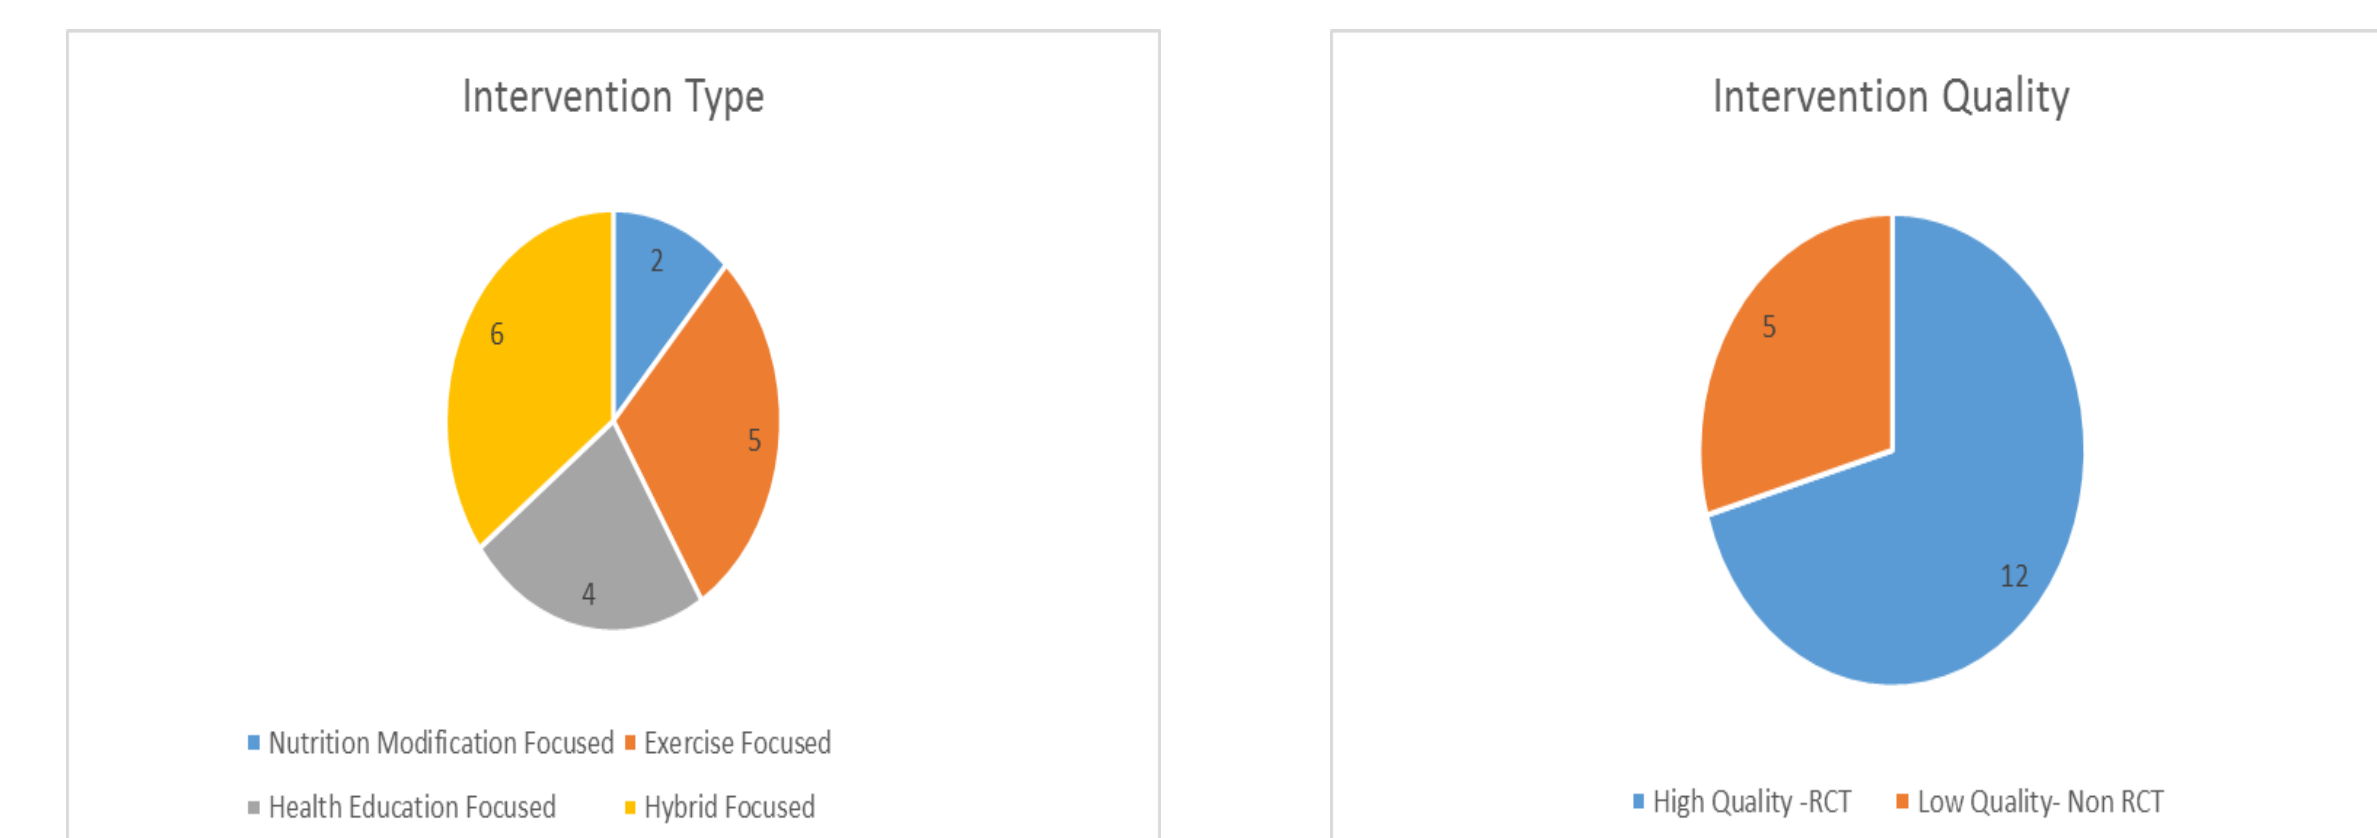 Intervention Type
2
6
5
4
Nutrition Modification Focused Exercise Focused
Health Education Focused Hybrid Focused
Intervention Quality
5
12
High Quality -RCT Low Quality- Non RCT